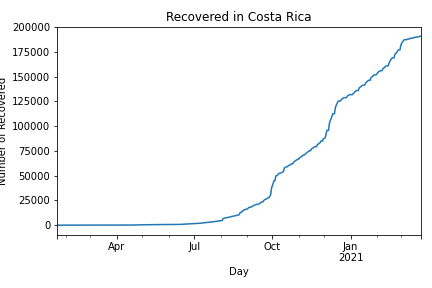 Recovered in Costa Rica
Number of Recovered
200000
175000
150000
125000
100000
75000
50000
25000
0
Apr
Jul
Oct
Jan
2021
Day